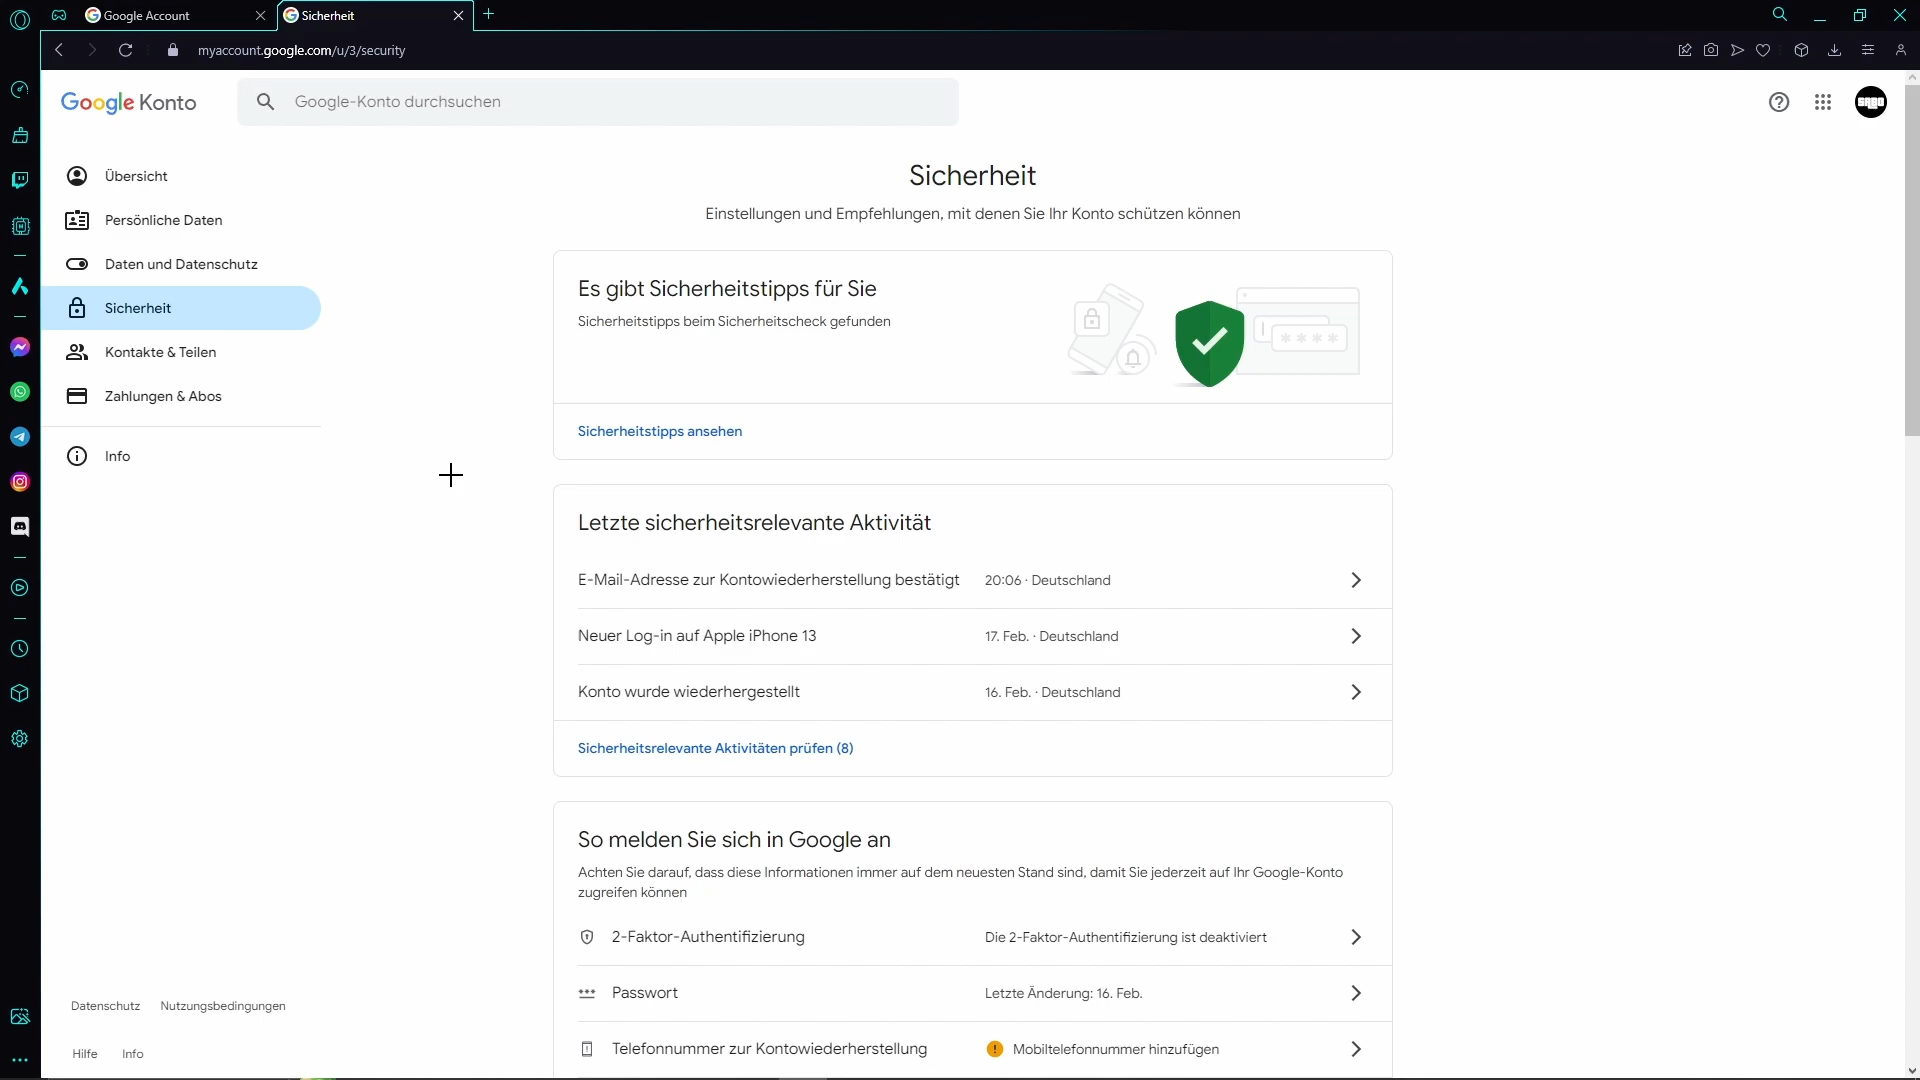 Google Account
Sicherheit
myaccount.google.com/u/3/security
Google Konto
Google-Konto durchsuchen
SABO
Übersicht
Persönliche Daten
Daten und Datenschutz
Sicherheit
Kontakte & Teilen
Zahlungen & Abos
Info
Sicherheit
Einstellungen und Empfehlungen, mit denen Sie Ihr Konto schützen können
Es gibt Sicherheitstipps für Sie
Sicherheitstipps beim Sicherheitscheck gefunden
Sicherheitstipps ansehen
Letzte sicherheitsrelevante Aktivität
E-Mail-Adresse zur Kontowiederherstellung bestätigt 20:06 · Deutschland
Neuer Log-in auf Apple iPhone 13 17. Feb. · Deutschland
Konto wurde wiederhergestellt 16. Feb. · Deutschland
Sicherheitsrelevante Aktivitäten prüfen (8)
So melden Sie sich in Google an
Achten Sie darauf, dass diese Informationen immer auf dem neuesten Stand sind, damit Sie jederzeit auf Ihr Google-Konto
zugreifen können
2-Faktor-Authentifizierung Die 2-Faktor-Authentifizierung ist deaktiviert
Passwort Letzte Änderung: 16. Feb.
Telefonnummer zur Kontowiederherstellung Mobiltelefonnummer hinzufügen
Datenschutz Nutzungsbedingungen
Hilfe Info